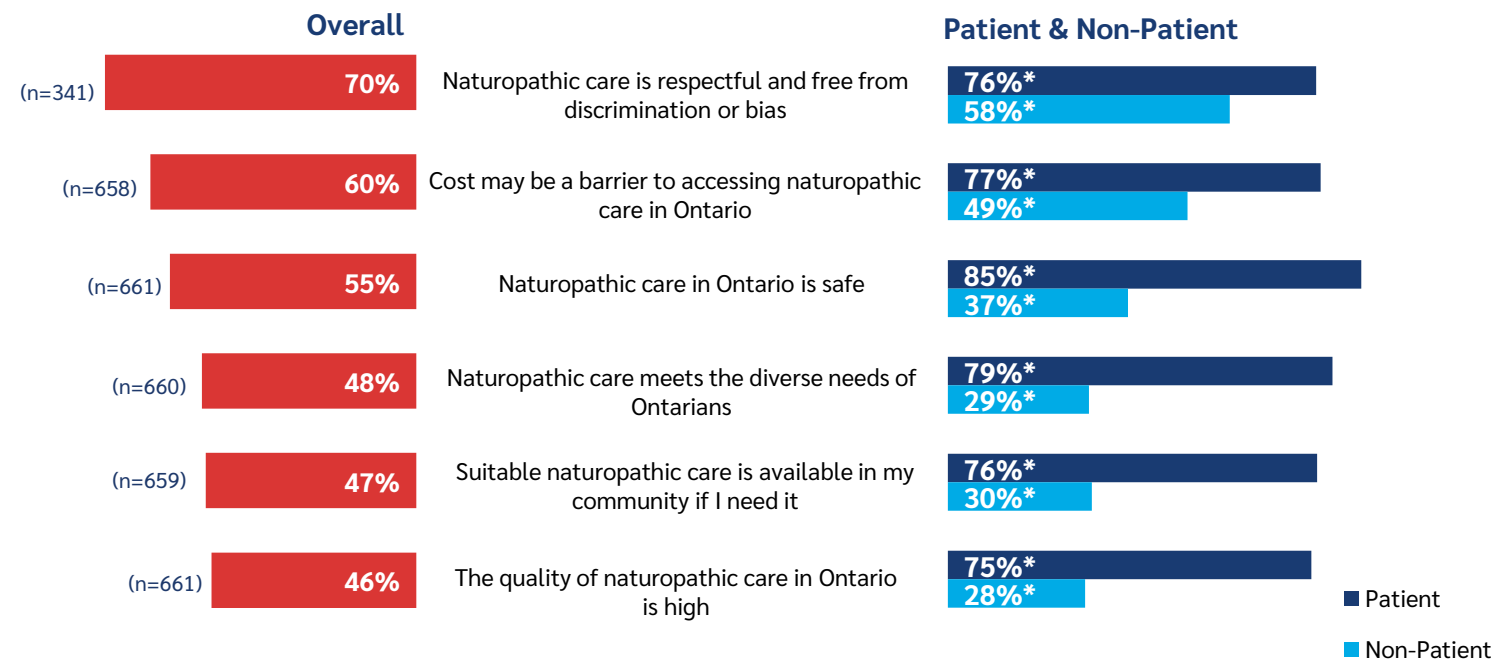 Overall
Patient & Non-Patient
(n=341)
70%
Naturopathic care is respectful and free from
discrimination or bias
76%*
58%*
(n=658)
60%
Cost may be a barrier to accessing naturopathic
care in Ontario
77%*
49%*
(n=661)
55%
Naturopathic care in Ontario is safe
85%*
37%*
(n=660)
48%
Naturopathic care meets the diverse needs of
Ontarians
79%*
29%*
(n=659)
47%
Suitable naturopathic care is available in my
community if I need it
76%*
30%*
(n=661)
46%
The quality of naturopathic care in Ontario
is high
75%*
28%*
Patient
Non-Patient